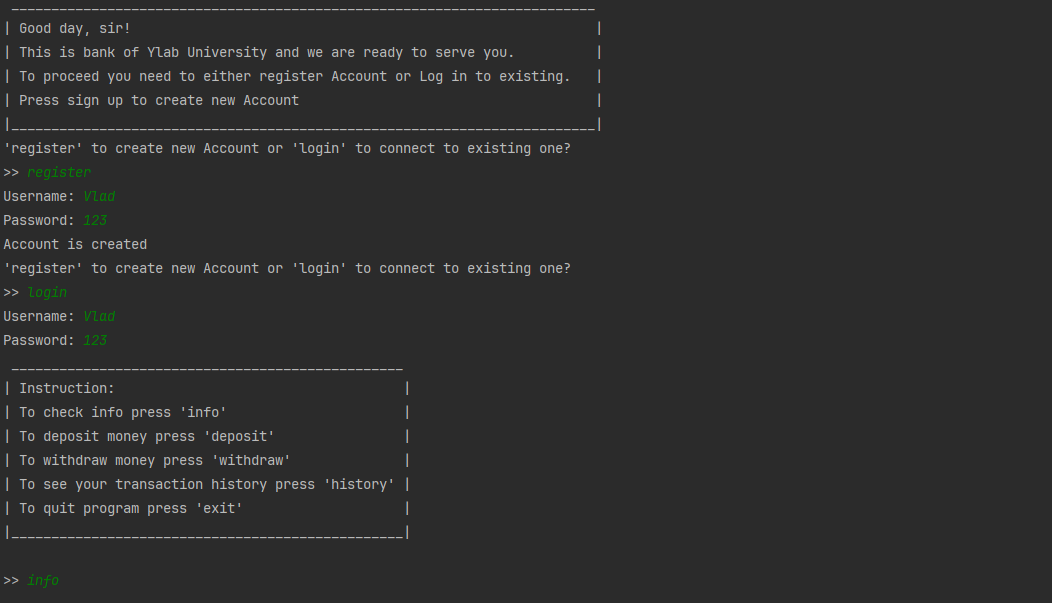 _________________________________________________________________________
| Good day, sir!                                                          |
| This is bank of Ylab University and we are ready to serve you.          |
| To proceed you need to either register Account or Log in to existing.   |
| Press sign up to create new Account                                     |
|_________________________________________________________________________|
'register' to create new Account or 'login' to connect to existing one?
>> register
Username: Vlad
Password: 123
Account is created
'register' to create new Account or 'login' to connect to existing one?
>> login
Username: Vlad
Password: 123
 _________________________________________________
| Instruction:                                    |
| To check info press 'info'                      |
| To deposit money press 'deposit'                |
| To withdraw money press 'withdraw'              |
| To see your transaction history press 'history' |
| To quit program press 'exit'                    |
|_________________________________________________|

>> info